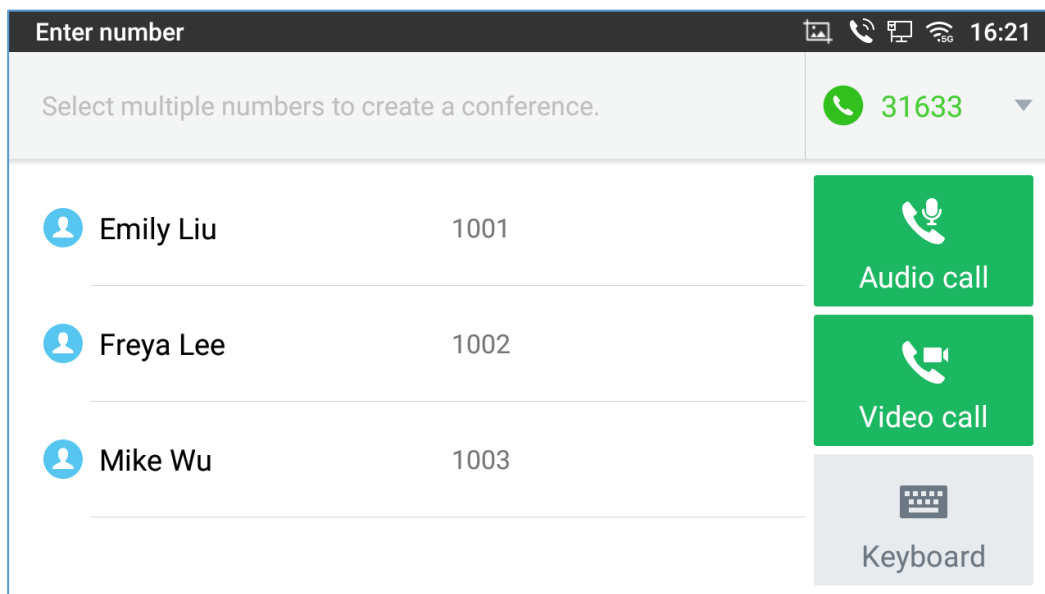 Enter number
5G 16:21
Select multiple numbers to create a conference.
31633
Emily Liu 1001
Audio call
Freya Lee 1002
Video call
Mike Wu 1003
Keyboard